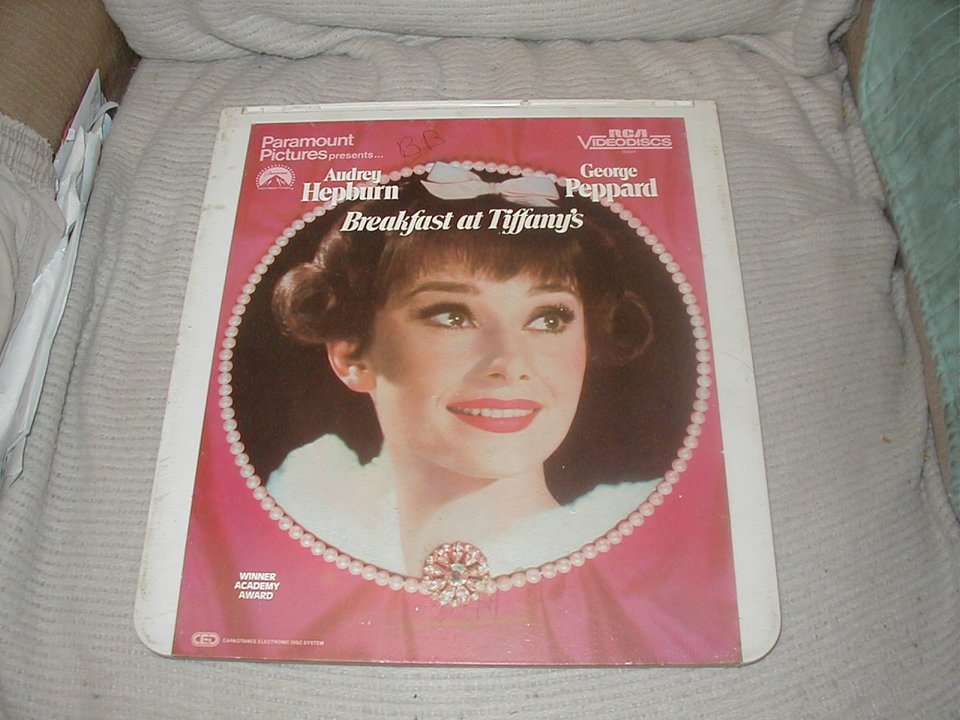 Paramount
Pictures presents...
B.B
RCA
VIDEODISCS
Audrey
Hepburn
George
Peppard
Breakfast at Tiffany's
WINNER
ACADEMY
AWARD
CED CAPACITANCE ELECTRONIC DISC SYSTEM